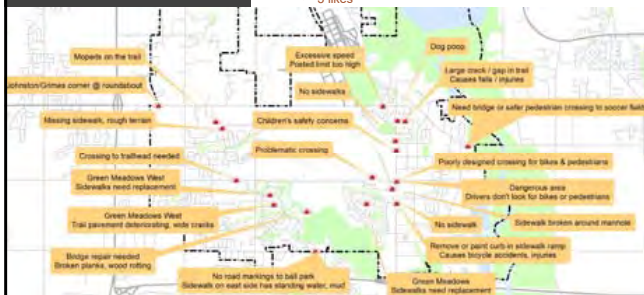 3 likes
Mopeds on the trail
Johnston/Grimes corner @ roundabout
Missing sidewalk, rough terrain
Crossing to trailhead needed
Green Meadows West
Sidewalks need replacement
Green Meadows West
Trail pavement deteriorating, wide cracks
Bridge repair needed
Broken planks, wood rotting
No road markings to ball park
Sidewalk on east side has standing water, mud
Excessive speed
Posted limit too high
No sidewalks
Children's safety concerns
Problematic crossing
Dog poop
Large crack / gap in trail
Causes falls / injuries
Need bridge or safer pedestrian crossing to soccer
Poorly designed crossing for bikes & pedestrians
Dangerous area
Drivers don't look for bikes or pedestrians
No sidewalk
Sidewalk broken around manhole
Remove or paint curb in sidewalk ramp
Causes bicycle accidents, injuries
Green Meadows
Sidewalks need replacement